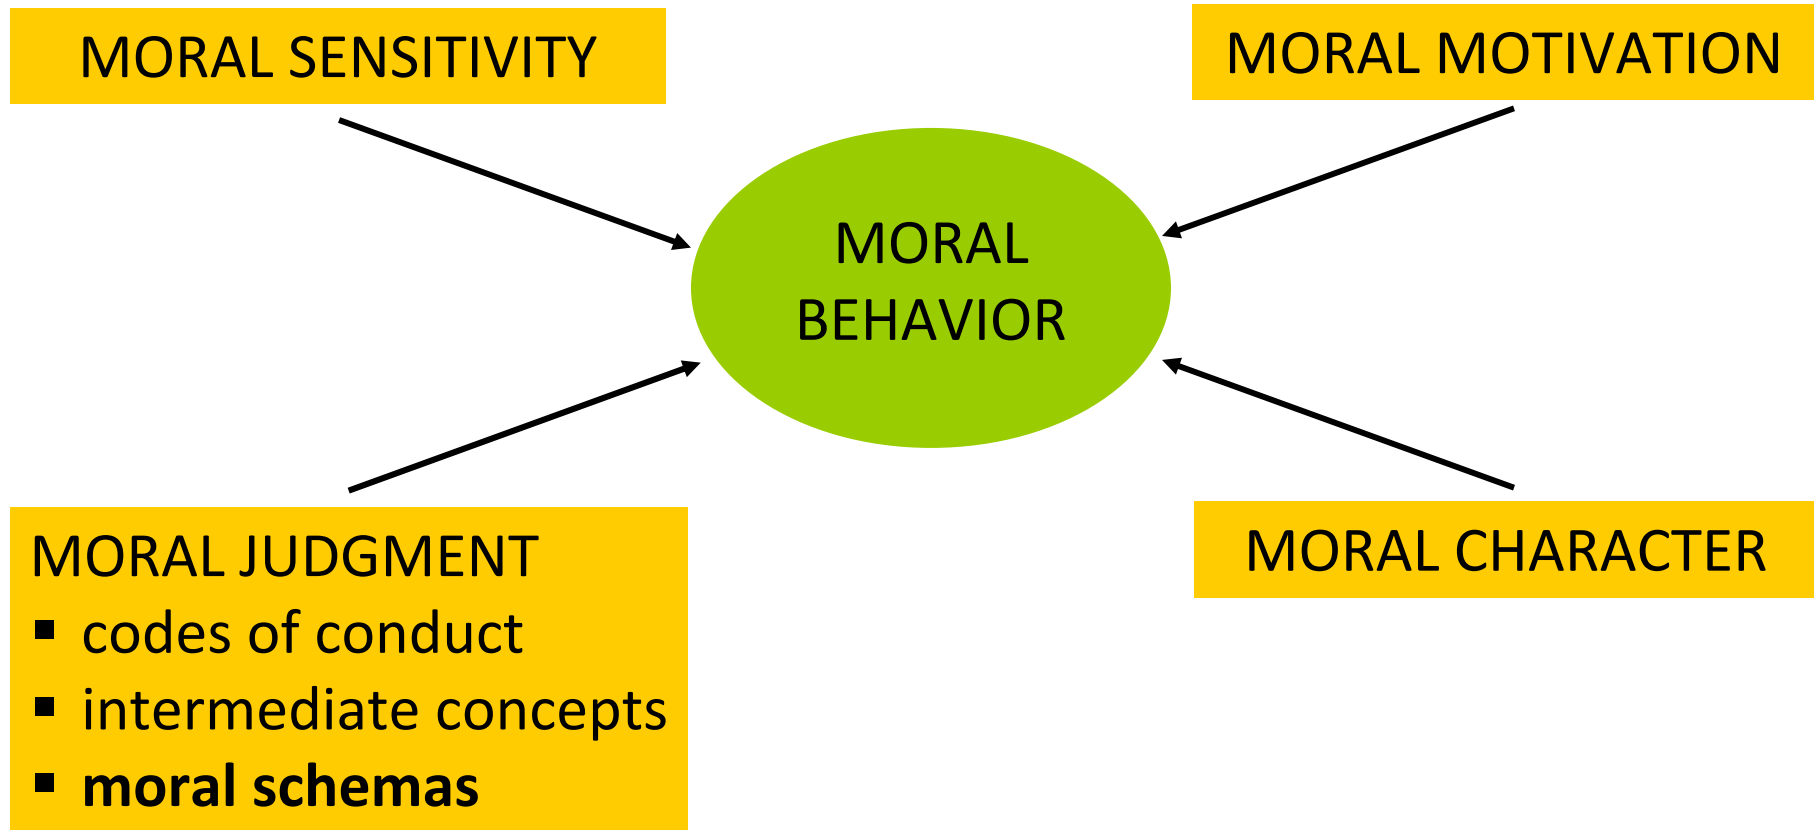 MORAL SENSITIVITY
MORAL MOTIVATION
MORAL
BEHAVIOR
MORAL JUDGMENT
▪ codes of conduct
▪ intermediate concepts
▪ moral schemas
MORAL CHARACTER